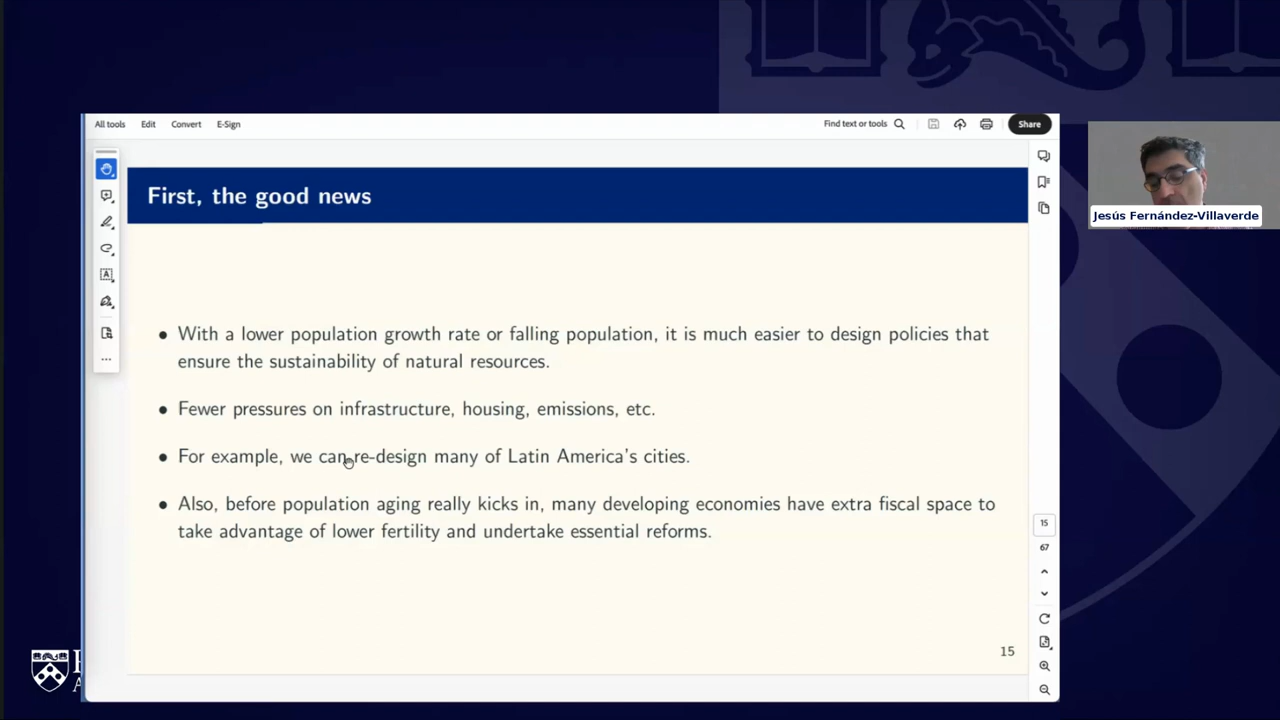 All tools Edit Convert E-Sign Find text or tools Share
First, the good news
Jesús Fernández-Villaverde
• With a lower population growth rate or falling population, it is much easier to design policies that
ensure the sustainability of natural resources.
• Fewer pressures on infrastructure, housing, emissions, etc.
• For example, we can re-design many of Latin America's cities.
• Also, before population aging really kicks in, many developing economies have extra fiscal space to
take advantage of lower fertility and undertake essential reforms.
15
67
15